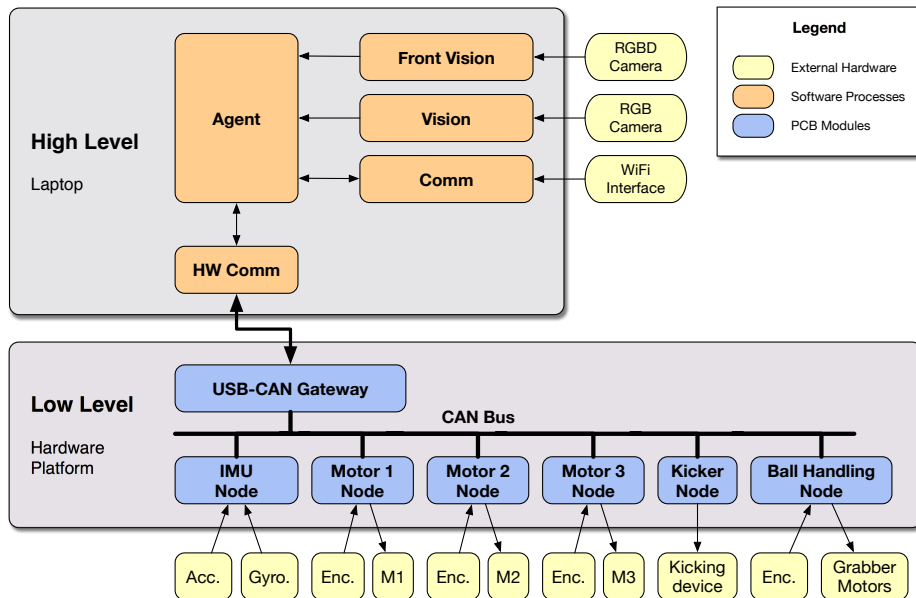 Legend
External Hardware
Software Processes
PCB Modules
High Level
Laptop
Agent
Front Vision
Vision
Comm
HW Comm
RGBD
Camera
RGB
Camera
WiFi
Interface
Low Level
Hardware
Platform
USB-CAN Gateway
CAN Bus
IMU
Node
Motor 1
Node
Motor 2
Node
Motor 3
Node
Kicker
Node
Ball Handling
Node
Acc.
Gyro.
Enc.
M1
Enc.
M2
Enc.
M3
Kicking
device
Enc.
Grabber
Motors